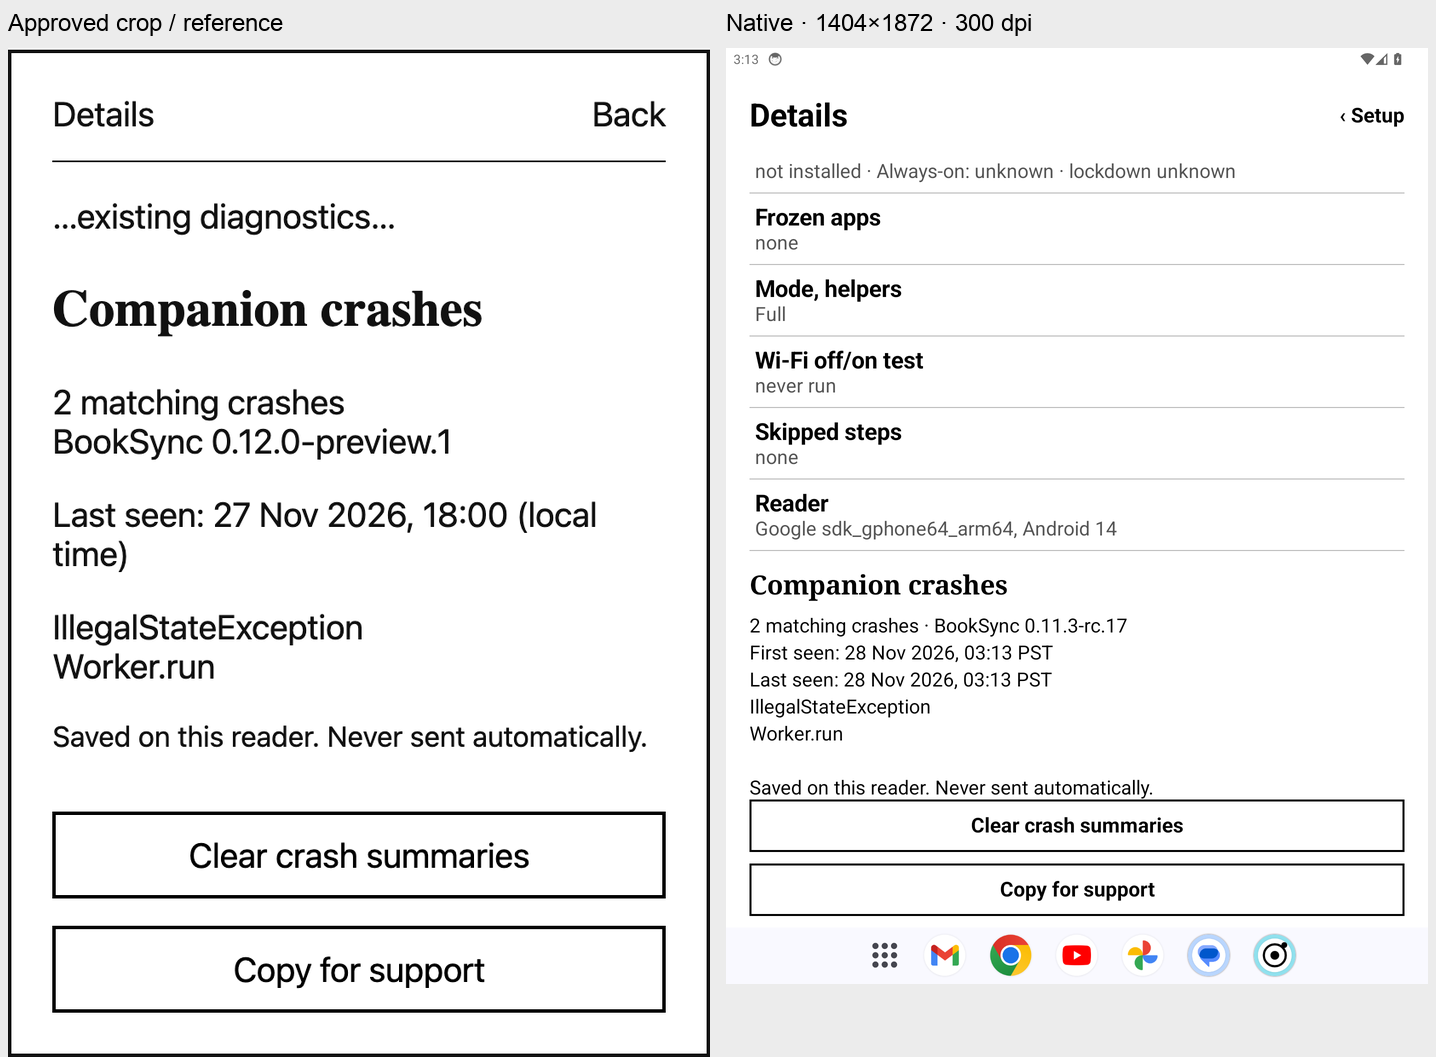 Approved crop / reference
Details
Back
...existing diagnostics...
Companion crashes
2 matching crashes
BookSync 0.12.0-preview.1
Last seen: 27 Nov 2026, 18:00 (local
time)
IllegalStateException
Worker.run
Saved on this reader. Never sent automatically.
Clear crash summaries
Copy for support
Native · 1404×1872 · 300 dpi
3:13
Details
‹ Setup
not installed · Always-on: unknown · lockdown unknown
Frozen apps
none
Mode, helpers
Full
Wi-Fi off/on test
never run
Skipped steps
none
Reader
Google sdk_gphone64_arm64, Android 14
Companion crashes
2 matching crashes · BookSync 0.11.3-rc.17
First seen: 28 Nov 2026, 03:13 PST
Last seen: 28 Nov 2026, 03:13 PST
IllegalStateException
Worker.run
Saved on this reader. Never sent automatically.
Clear crash summaries
Copy for support